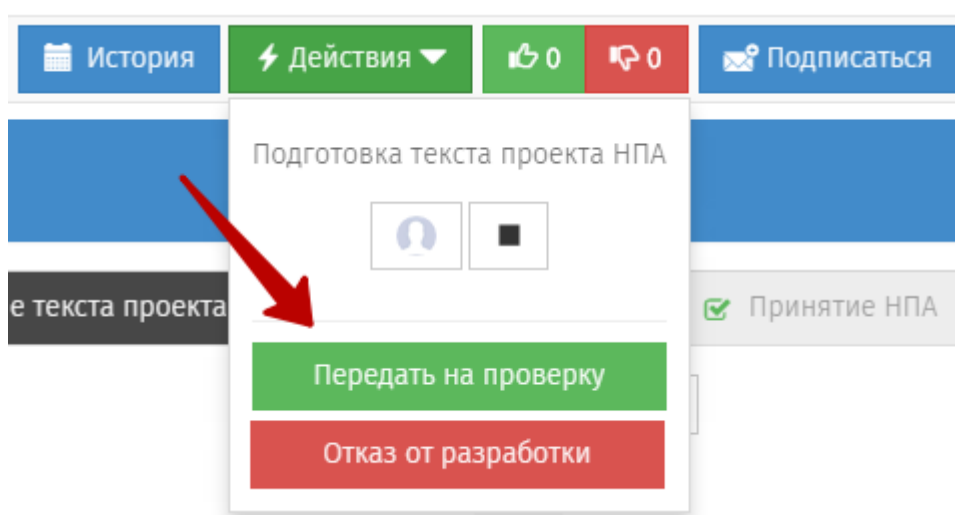 История
Действия
0
0
Подписаться
Подготовка текста проекта НПА
е текста проекта
Принятие НПА
Передать на проверку
Отказ от разработки